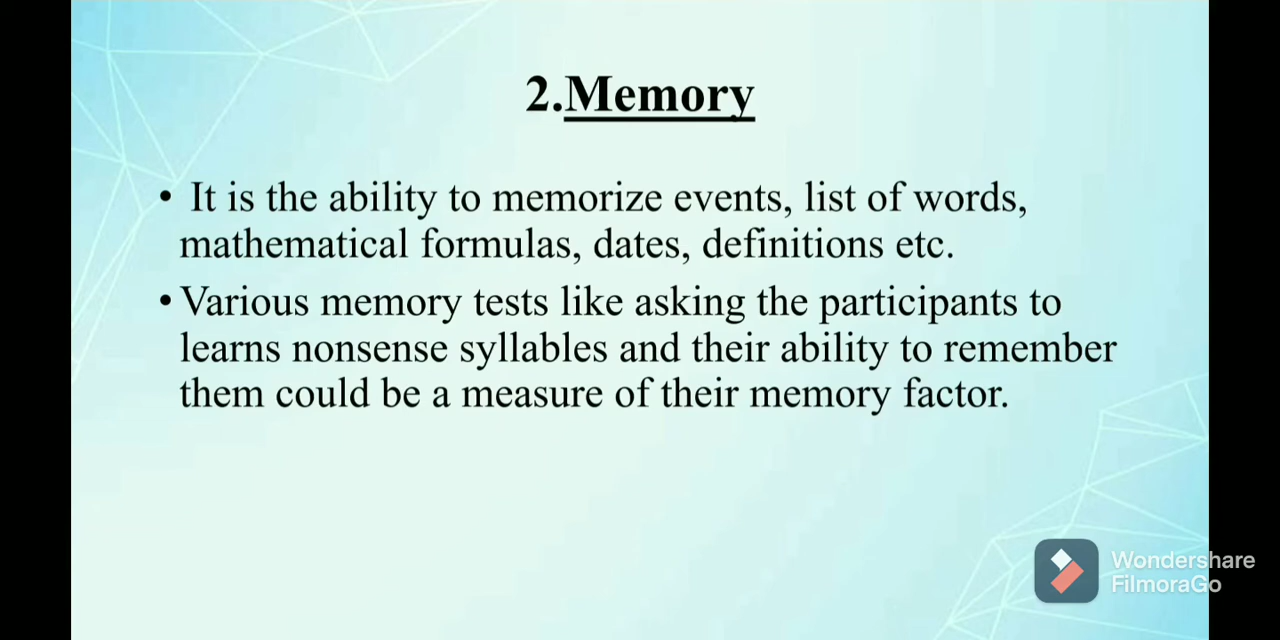 2.Memory
• It is the ability to memorize events, list of words,
mathematical formulas, dates, definitions etc.
• Various memory tests like asking the participants to
learns nonsense syllables and their ability to remember
them could be a measure of their memory factor.
Wondershare
FilmoraGo